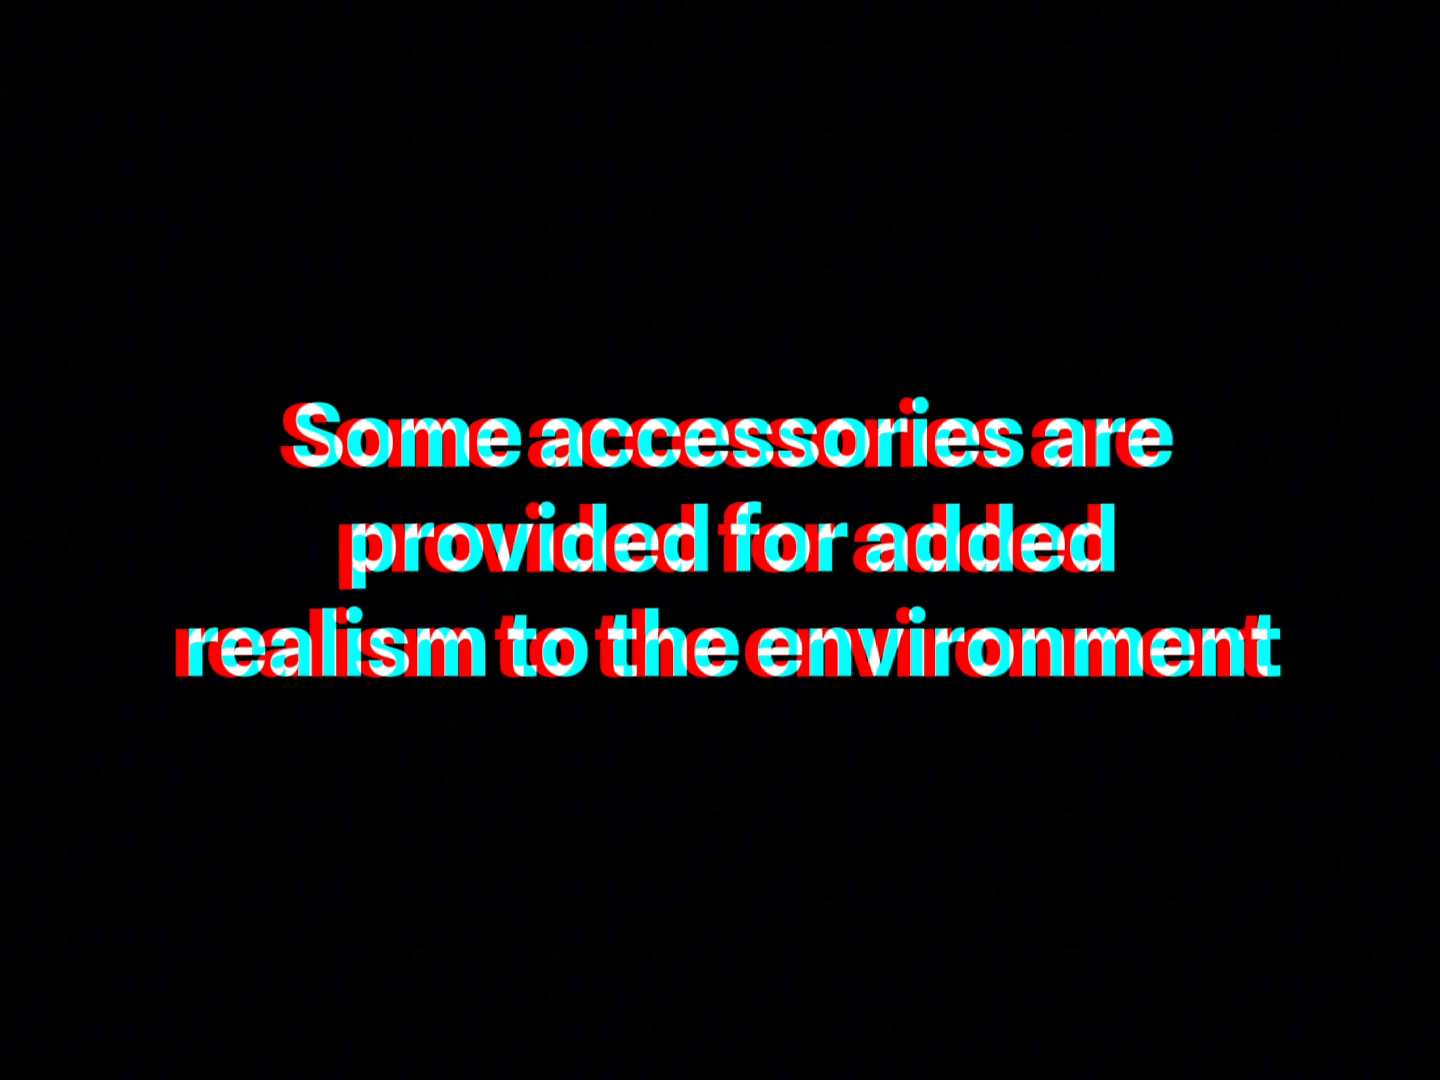 Some accessories are
provided for added
realism to the environment